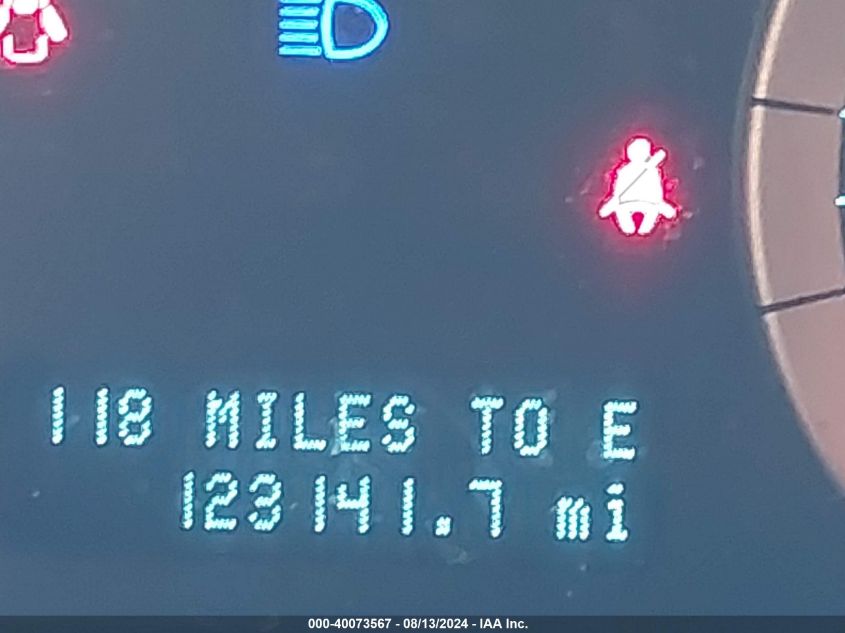 118 MILES TO E
123141.7 mi
000-40073567 - 08/13/2024 - IAA Inc.